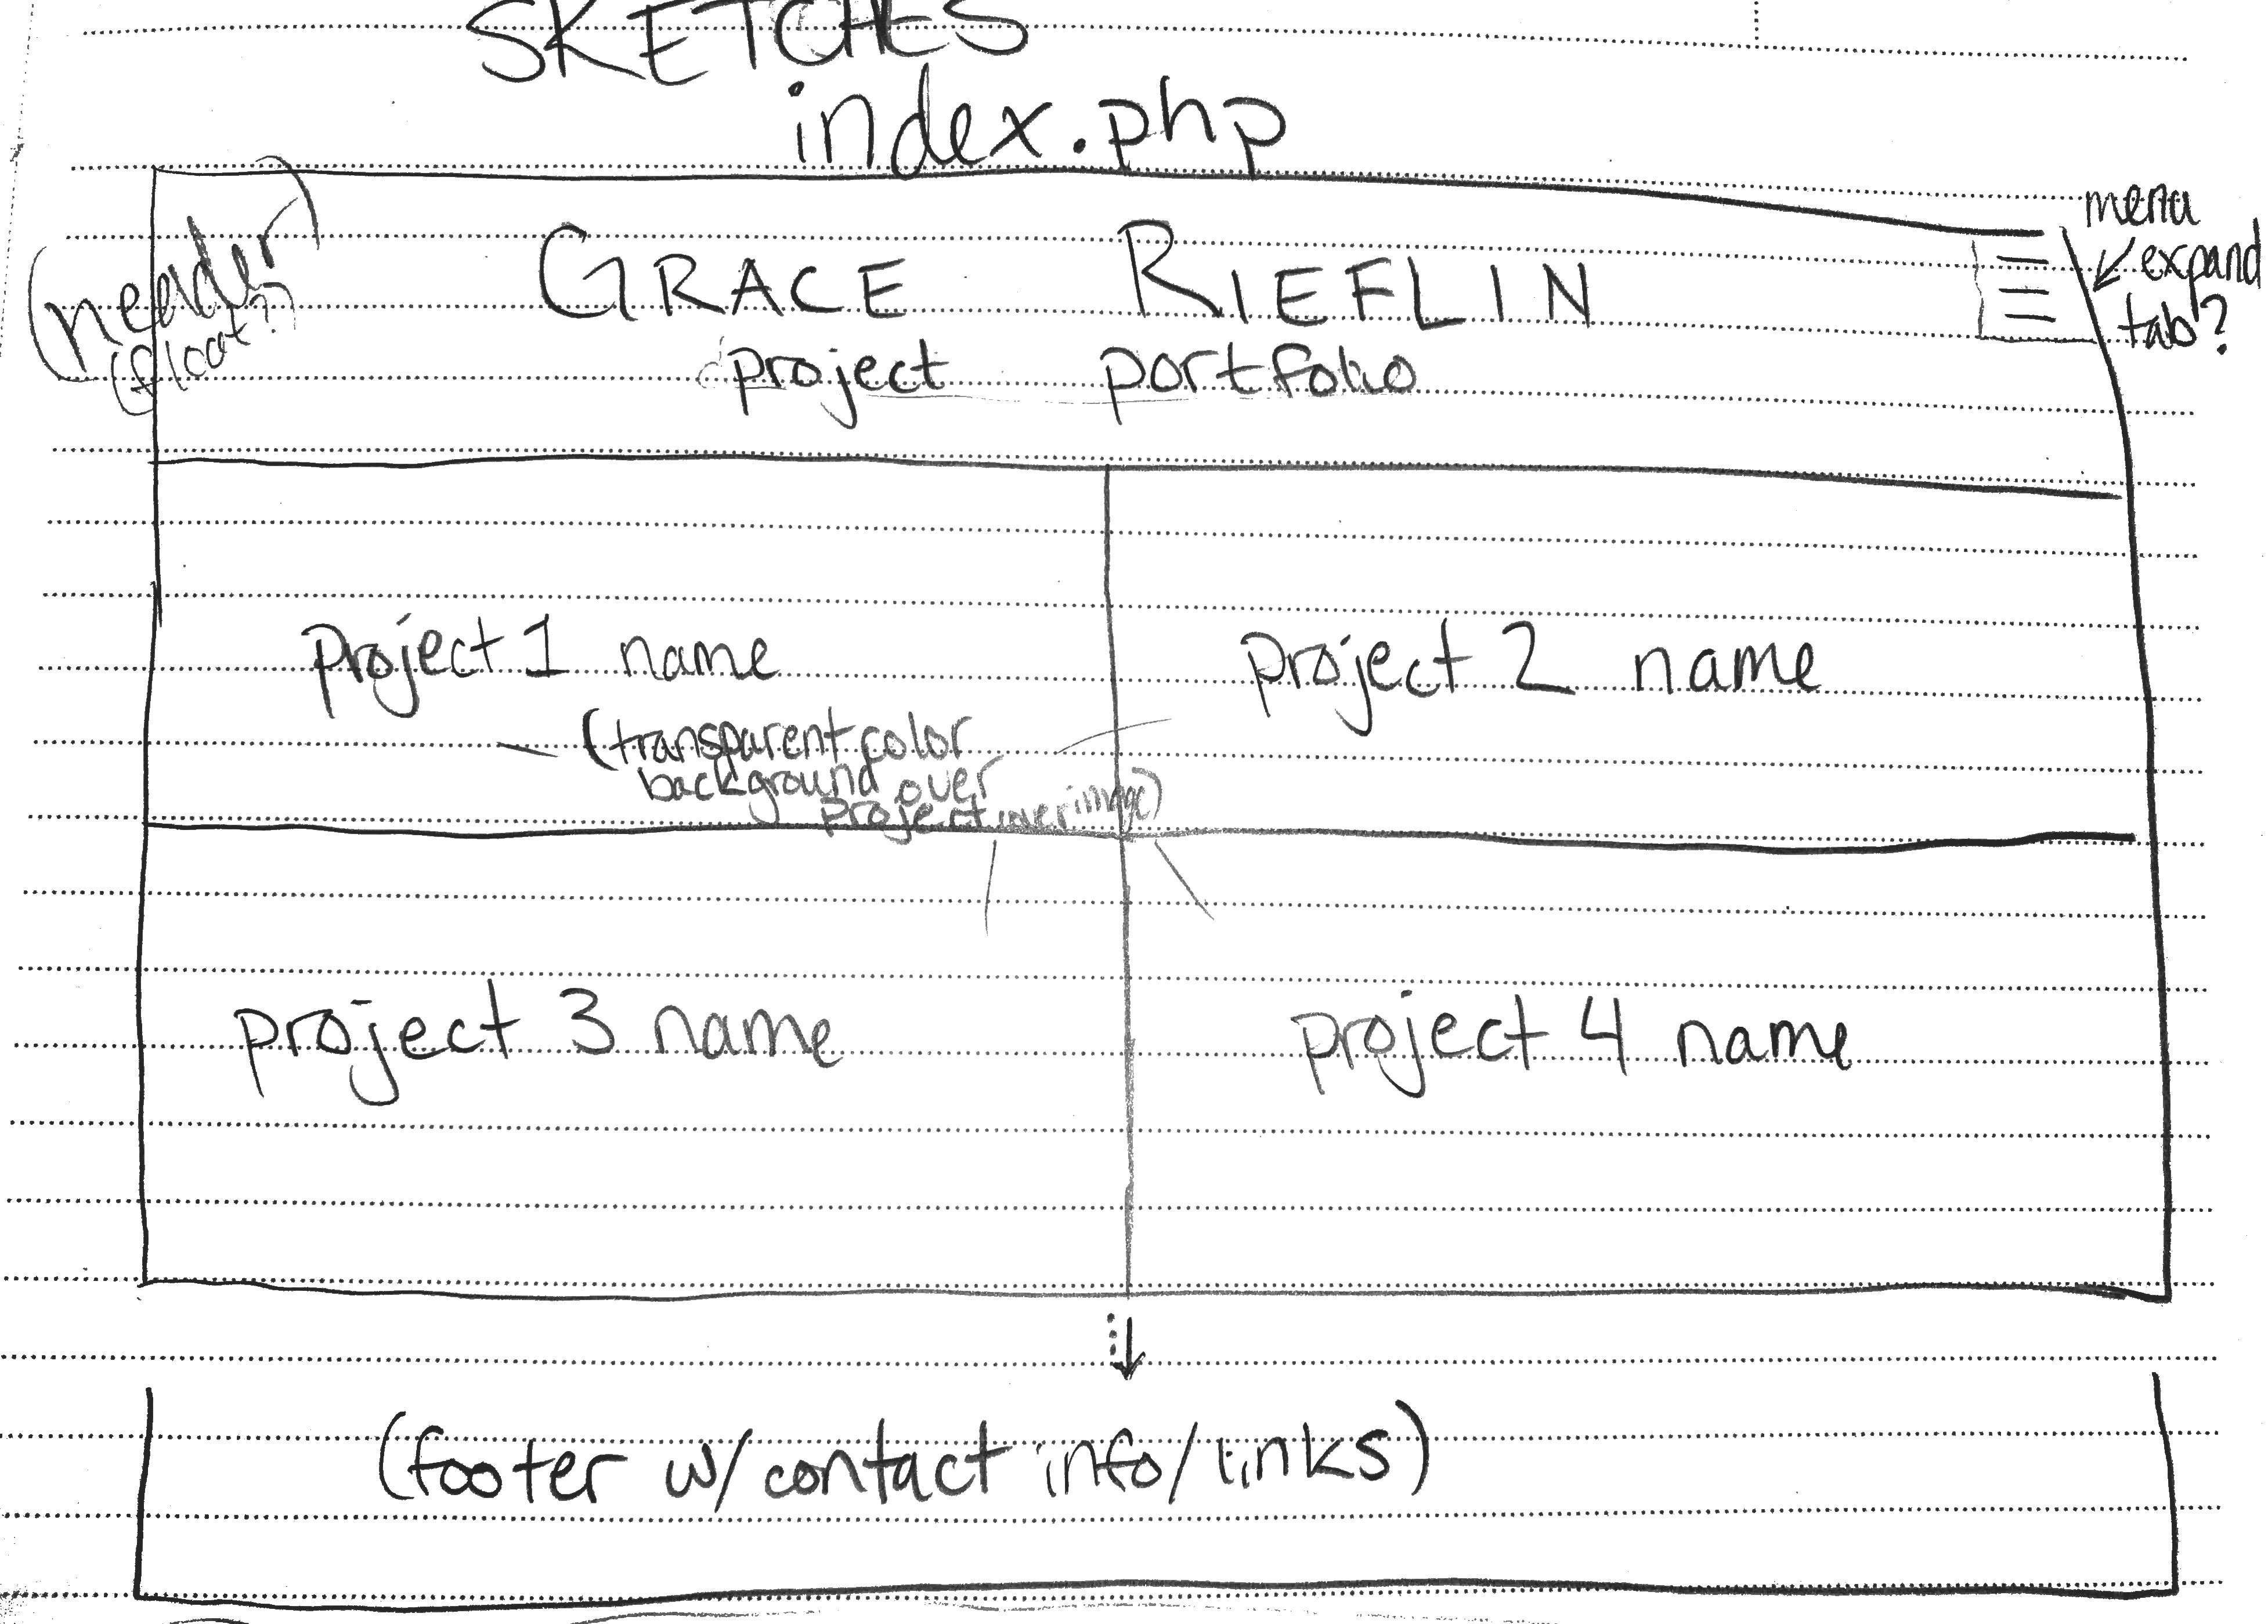 SKETCHES
index.php
(header)
(float?)
GRACE RIEFLIN
project portfolio
menu
expand
tab?
project 1 name
project 2 name
(transparent color
background over
project over image)
project 3 name
project 4 name
(footer w/ contact info/links)